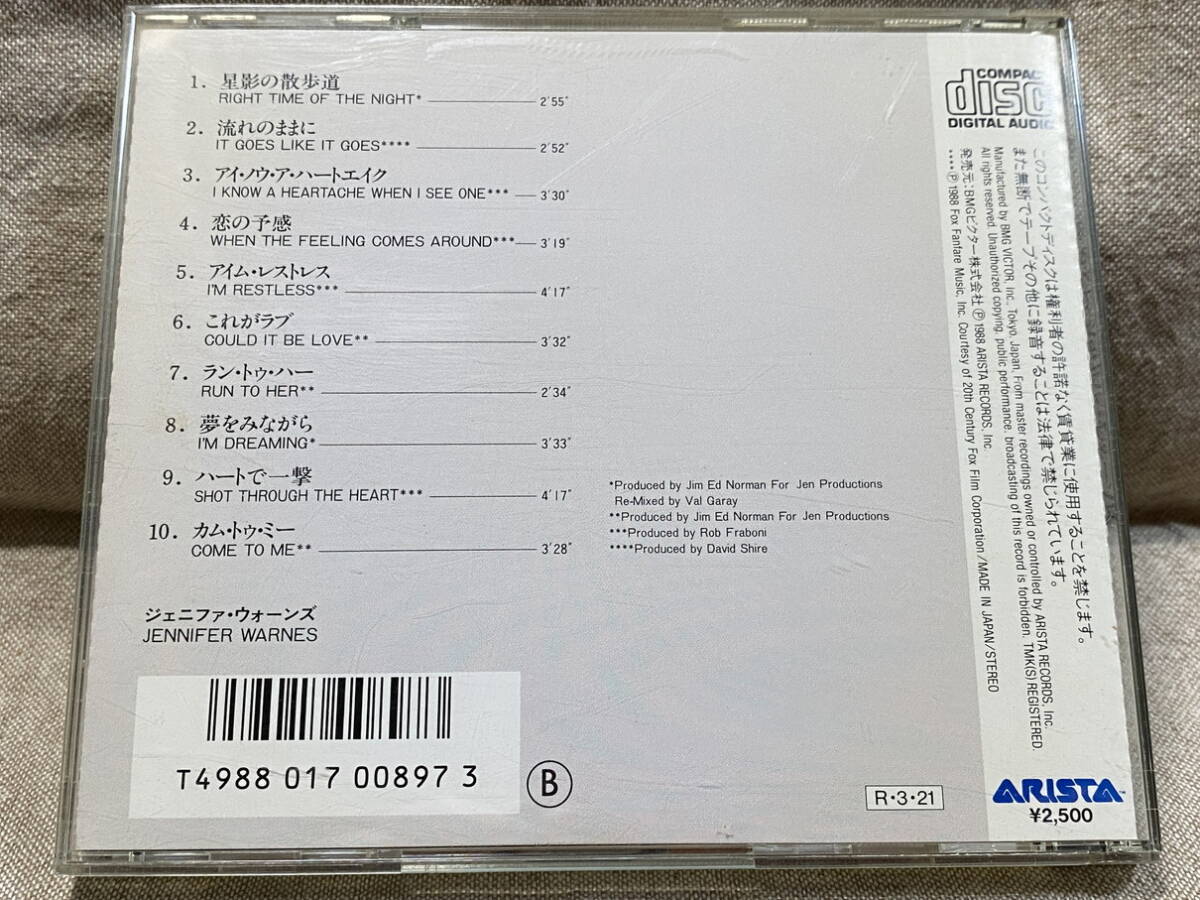 1. 星影の散歩道
RIGHT TIME OF THE NIGHT* 2'55"
2. 流れのままに
IT GOES LIKE IT GOES**** 2'52"
3. アイ・ノウ・ア・ハートエイク
I KNOW A HEARTACHE WHEN I SEE ONE*** 3'30"
4. 恋の予感
WHEN THE FEELING COMES AROUND*** 3'19"
5. アイム・レストレス
I'M RESTLESS*** 4'17"
6. これがラブ
COULD IT BE LOVE** 3'32"
7. ラン・トゥ・ハー
RUN TO HER** 2'34"
8. 夢をみながら
I'M DREAMING* 3'33"
9. ハートで一撃
SHOT THROUGH THE HEART*** 4'17"
10. カム・トゥ・ミー
COME TO ME** 3'28"
*Produced by Jim Ed Norman For Jen Productions
Re-Mixed by Val Garay
**Produced by Jim Ed Norman For Jen Productions
***Produced by Rob Fraboni
****Produced by David Shire
ジェニファ・ウォーンズ
JENNIFER WARNES
T4988 017 00897 3
B
R・3・21
COMPACT
disc
DIGITAL AUDIO
このコンパクトディスクは権利者の許諾なく賃貸業に使用することを禁じます。
また無断でテープその他に録音することは法律で禁じられています。
Manufactured by BMG VICTOR, Inc., Tokyo, Japan, From master recordings owned or controlled by ARISTA RECORDS, Inc.
All rights reserved. Unauthorized copying, public performance, broadcasting of this record is forbidden. TMK(S) REGISTERED.
発売元:BMGビクター株式会社 Ⓟ1988 ARISTA RECORDS, Inc.
****Ⓟ1988 Fox Fanfare Music, Inc. Courtesy of 20th Century Fox Film Corporation/MADE IN JAPAN/STEREO
ARISTA™
¥2,500